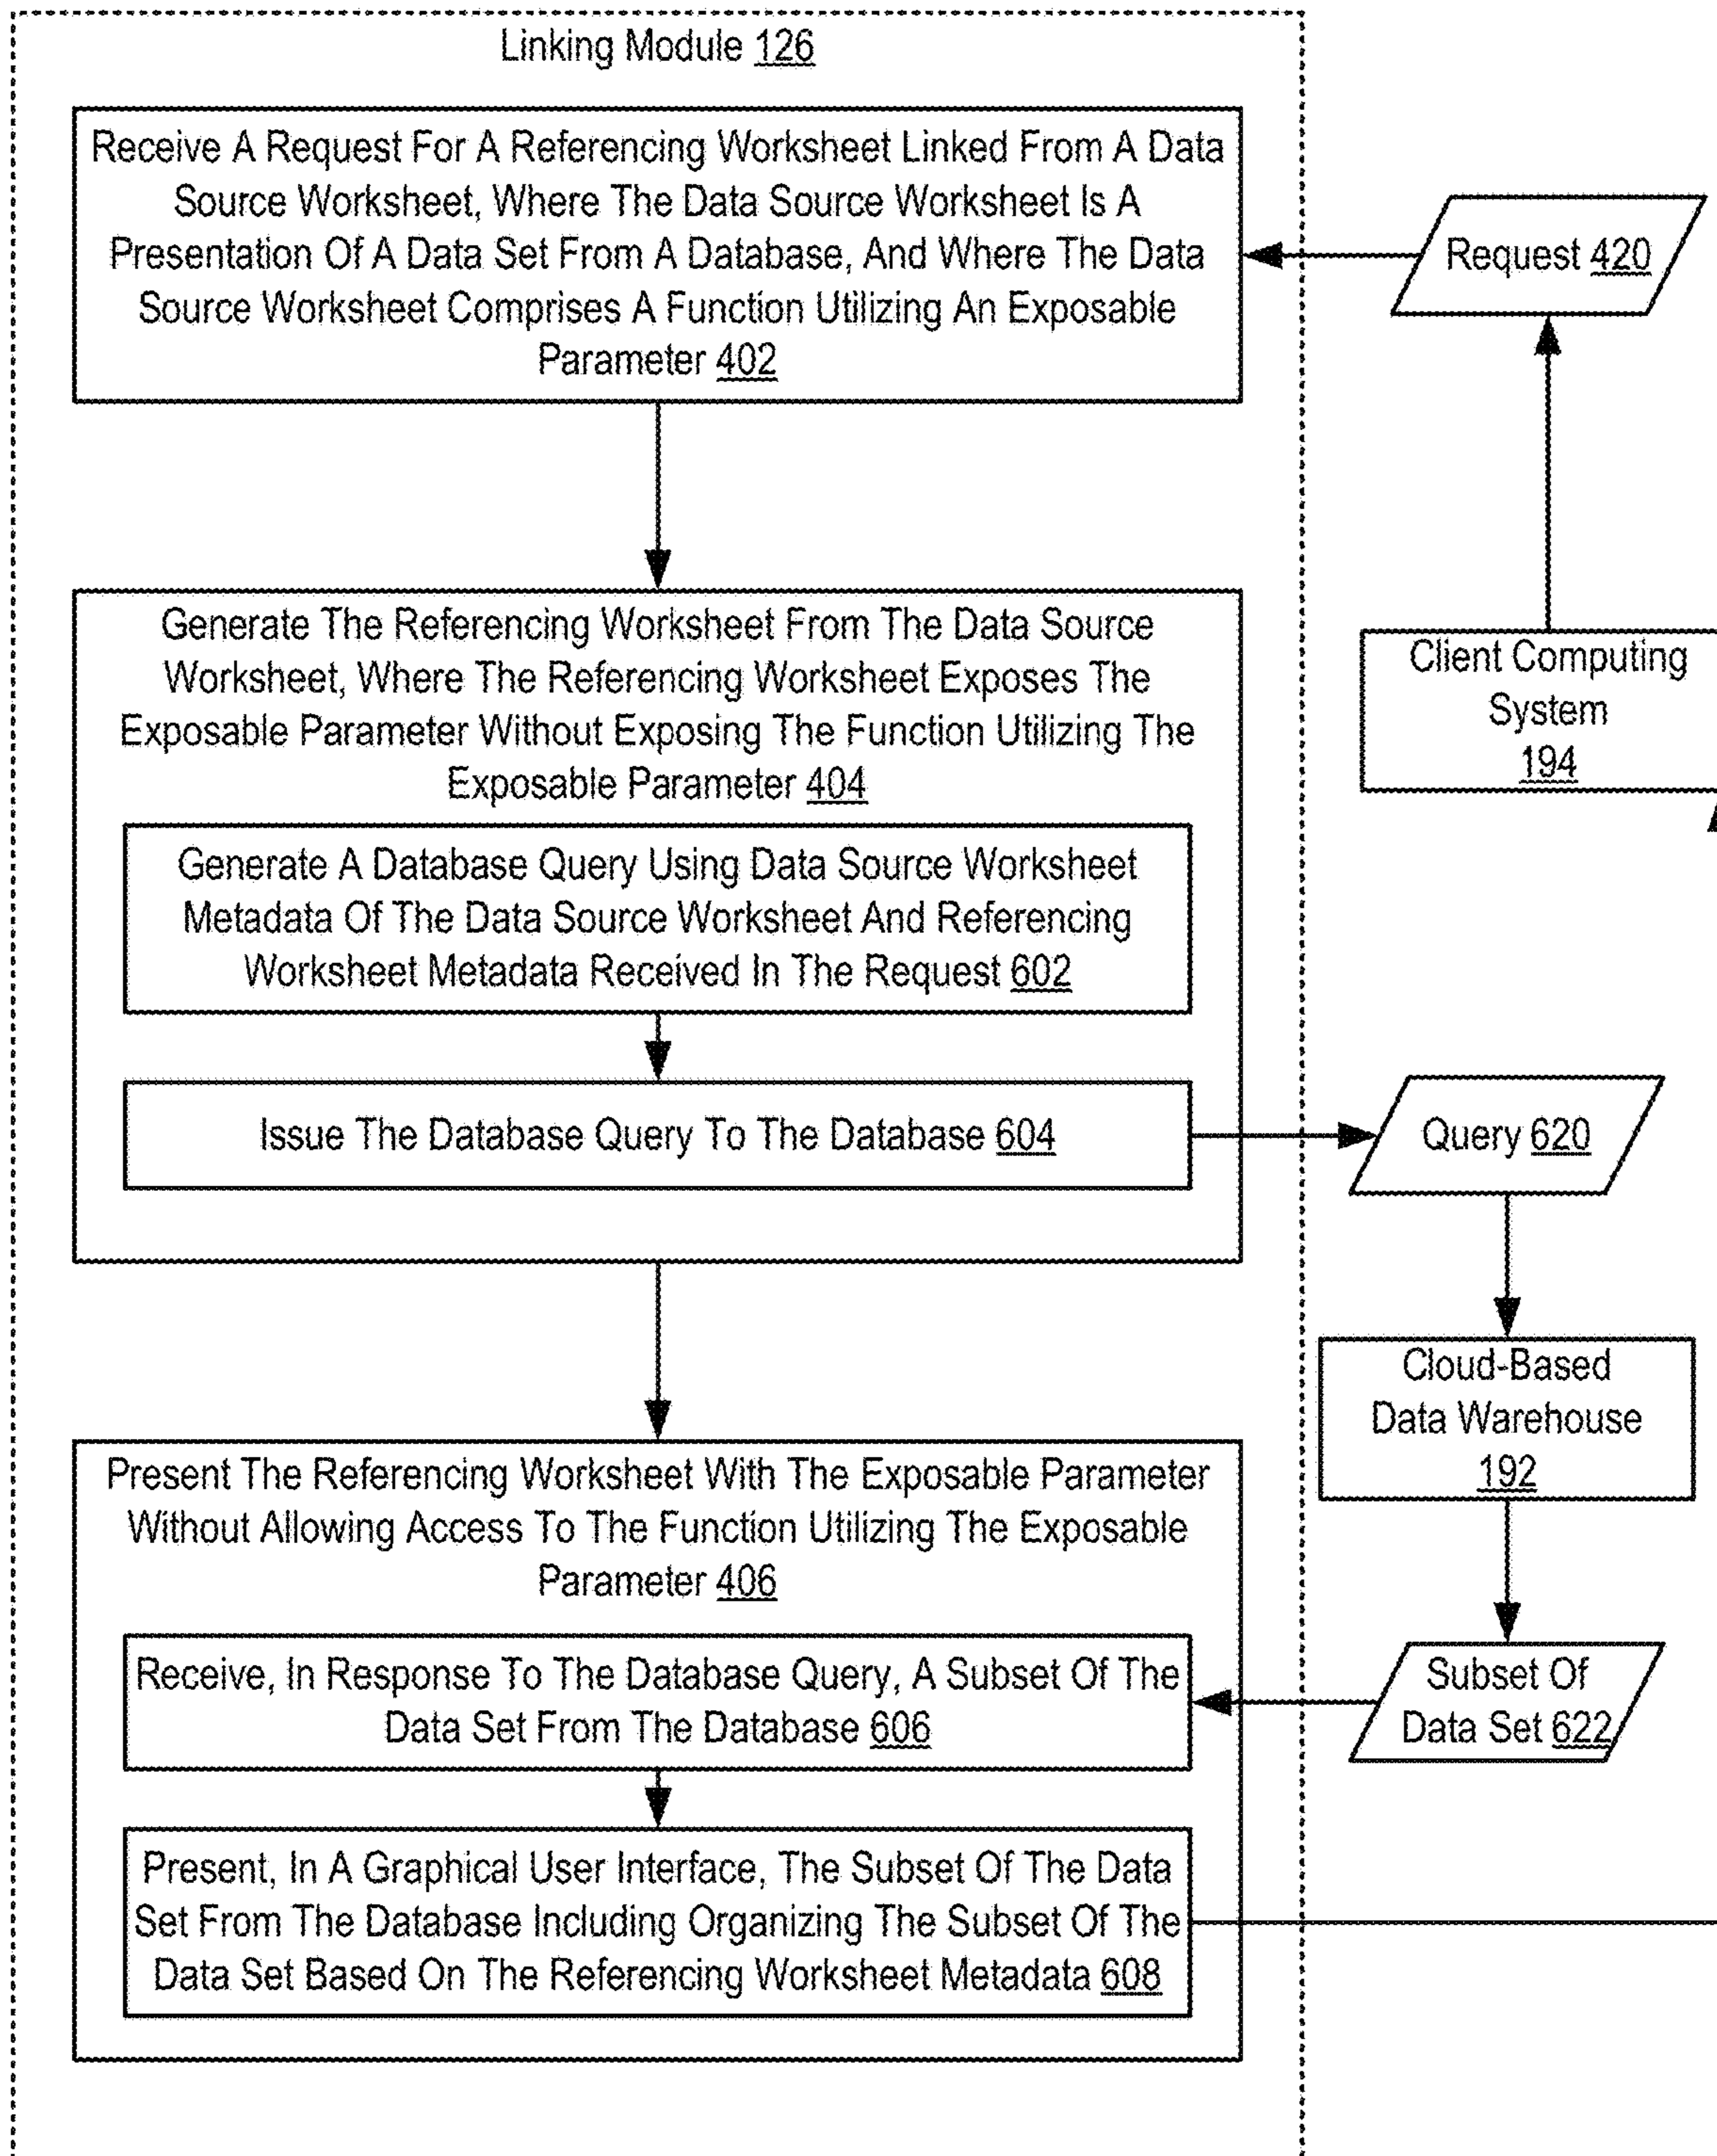 Linking Module 126
Receive A Request For A Referencing Worksheet Linked From A Data
Source Worksheet, Where The Data Source Worksheet Is A
Presentation Of A Data Set From A Database, And Where The Data
Source Worksheet Comprises A Function Utilizing An Exposable
Parameter 402
Request 420
Generate The Referencing Worksheet From The Data Source
Worksheet, Where The Referencing Worksheet Exposes The
Exposable Parameter Without Exposing The Function Utilizing The
Exposable Parameter 404
Client Computing
System
194
Generate A Database Query Using Data Source Worksheet
Metadata Of The Data Source Worksheet And Referencing
Worksheet Metadata Received In The Request 602
Issue The Database Query To The Database 604
Query 620
Cloud-Based
Data Warehouse
192
Present The Referencing Worksheet With The Exposable Parameter
Without Allowing Access To The Function Utilizing The Exposable
Parameter 406
Receive, In Response To The Database Query, A Subset Of The
Data Set From The Database 606
Subset Of
Data Set 622
Present, In A Graphical User Interface, The Subset Of The Data
Set From The Database Including Organizing The Subset Of The
Data Set Based On The Referencing Worksheet Metadata 608